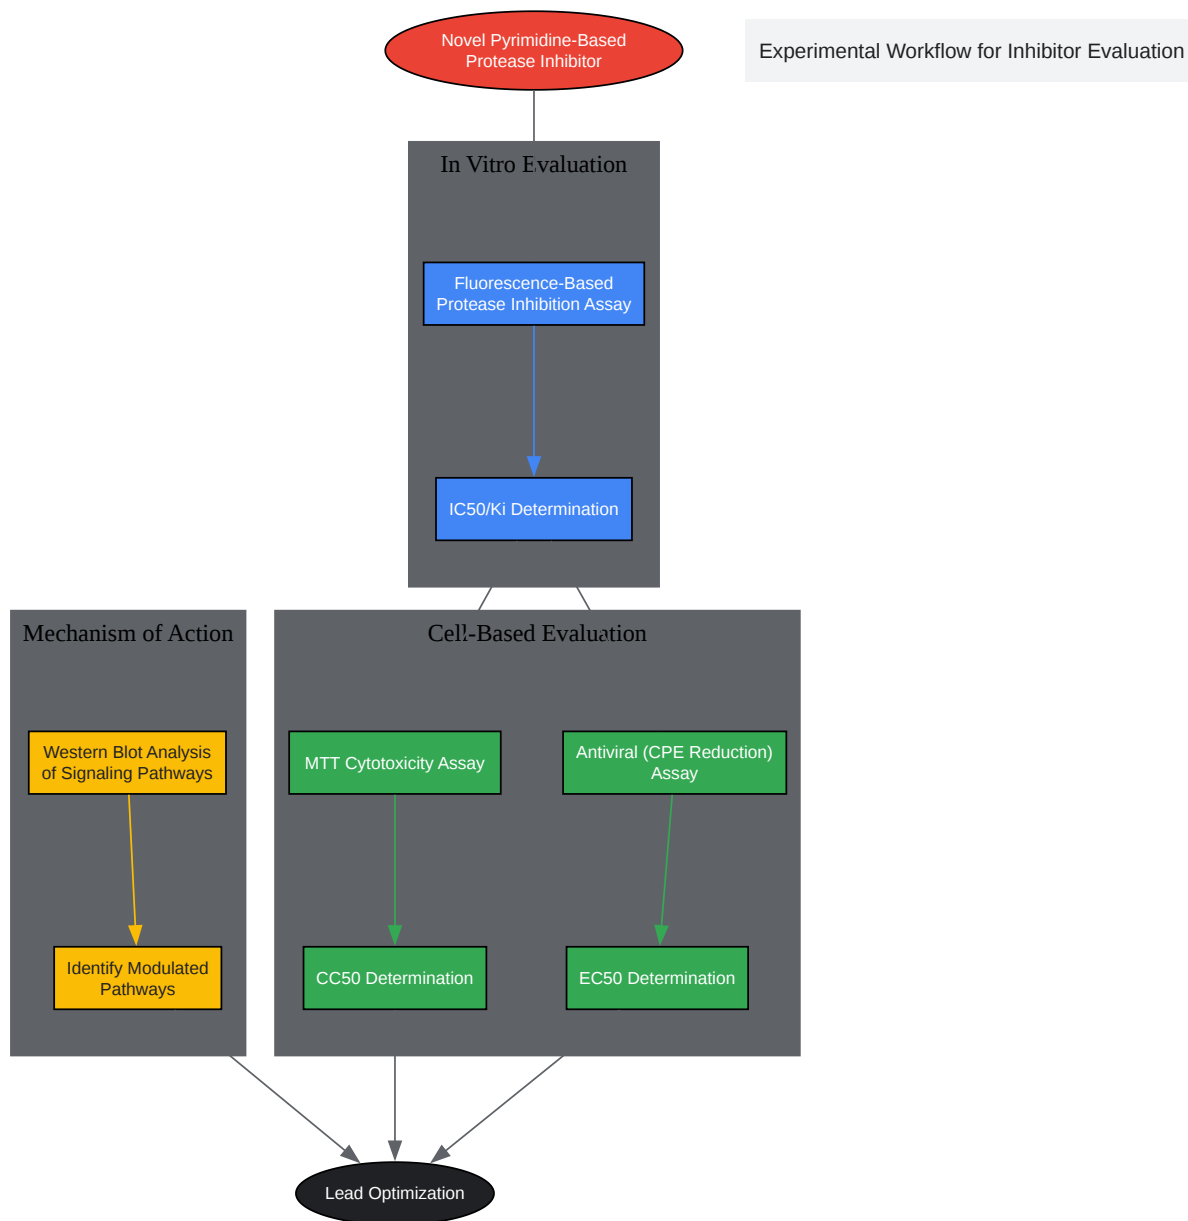 Novel Pyrimidine-Based
Protease Inhibitor
Experimental Workflow for Inhibitor Evaluation
In Vitro Evaluation
Fluorescence-Based
Protease Inhibition Assay
IC50/Ki Determination
Mechanism of Action
Cell-Based Evaluation
Western Blot Analysis
of Signaling Pathways
MTT Cytotoxicity Assay
Antiviral (CPE Reduction)
Assay
Identify Modulated
Pathways
CC50 Determination
EC50 Determination
Lead Optimization